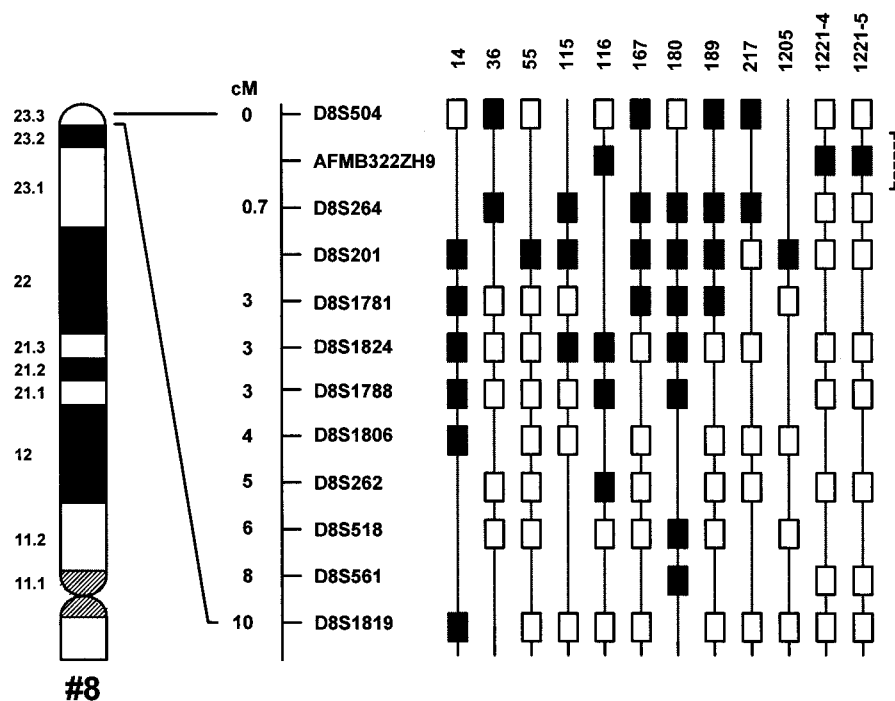 14 36 55 115 116 167 180 189 217 1205 1221-4 1221-5
cM
23.3 0 D8S504
23.2
AFMB322ZH9
23.1
0.7 D8S264
D8S201
22
3 D8S1781
21.3 3 D8S1824
21.2
21.1 3 D8S1788
4 D8S1806
12
5 D8S262
6 D8S518
11.2
11.1 8 D8S561
10 D8S1819
#8